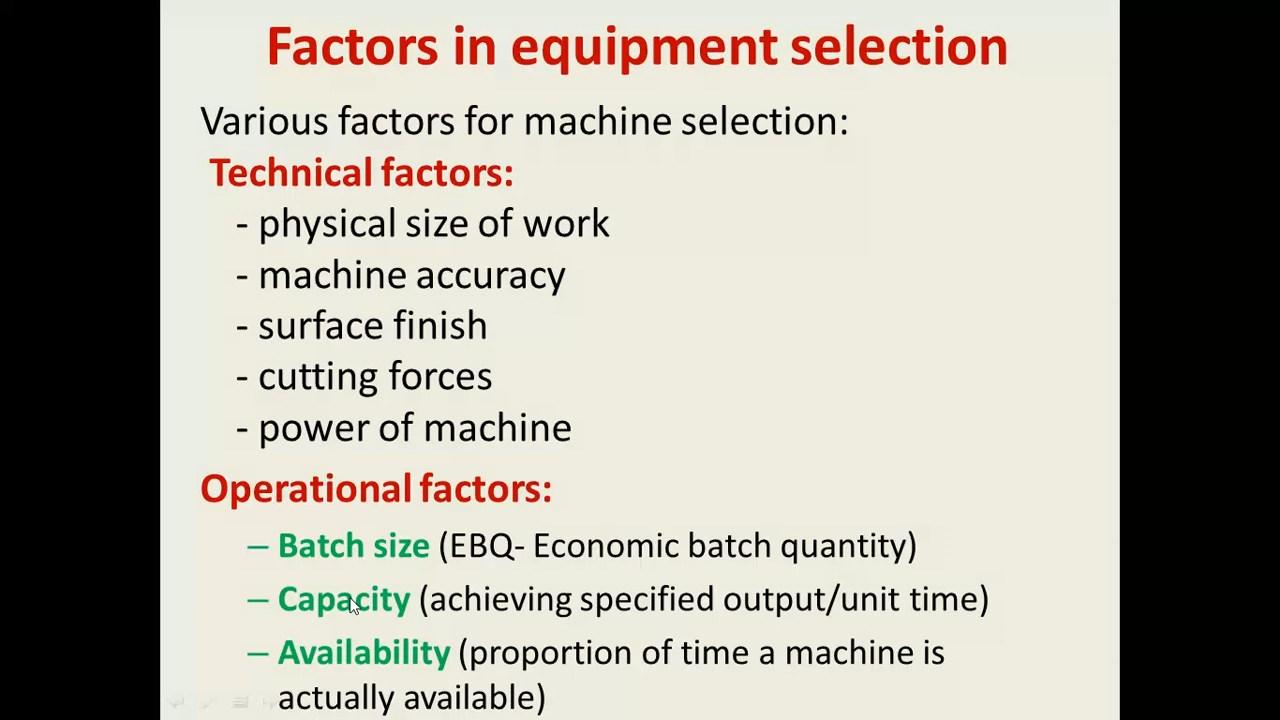 Factors in equipment selection
Various factors for machine selection:
Technical factors:
- physical size of work
- machine accuracy
- surface finish
- cutting forces
- power of machine
Operational factors:
– Batch size (EBQ- Economic batch quantity)
– Capacity (achieving specified output/unit time)
– Availability (proportion of time a machine is
actually available)